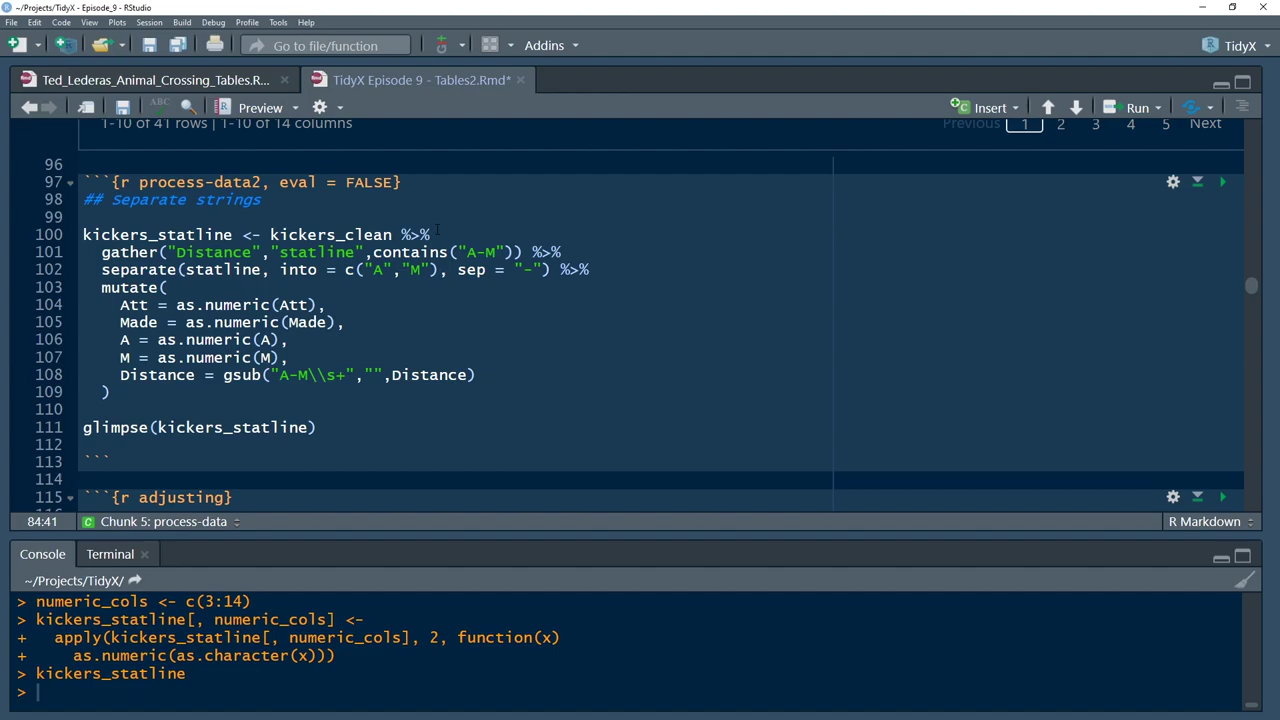 ~/Projects/TidyX - Episode_9 - RStudio
File Edit Code View Plots Session Build Debug Profile Tools Help
Go to file/function Addins TidyX
Ted_Lederas_Animal_Crossing_Tables.R... TidyX Episode 9 - Tables2.Rmd*
ABC Preview Insert Run
1-10 of 41 rows | 1-10 of 14 columns Previous 1 2 3 4 5 Next
96
97 ```{r process-data2, eval = FALSE}
98 ## Separate strings
99
100 kickers_statline <- kickers_clean %>%
101 gather("Distance","statline",contains("A-M")) %>%
102 separate(statline, into = c("A","M"), sep = "-") %>%
103 mutate(
104 Att = as.numeric(Att),
105 Made = as.numeric(Made),
106 A = as.numeric(A),
107 M = as.numeric(M),
108 Distance = gsub("A-M\\s+","",Distance)
109 )
110
111 glimpse(kickers_statline)
112
113 ```
114
115 ```{r adjusting}
84:41 Chunk 5: process-data R Markdown
Console Terminal
~/Projects/TidyX/
> numeric_cols <- c(3:14)
> kickers_statline[, numeric_cols] <-
+ apply(kickers_statline[, numeric_cols], 2, function(x)
+ as.numeric(as.character(x)))
> kickers_statline
>